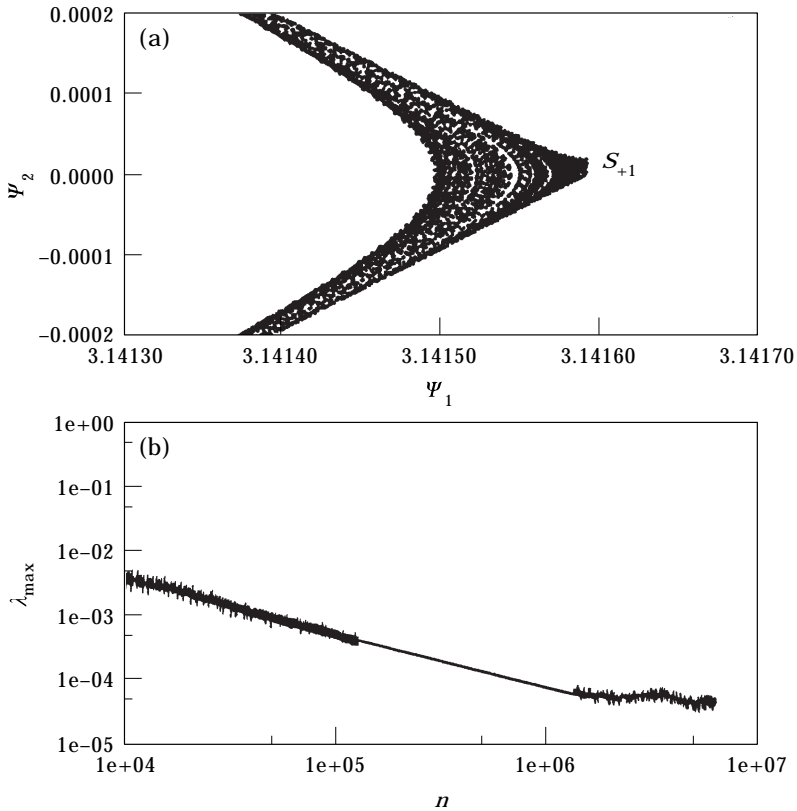 0.0002
(a)
0.0001
Ψ2
0.0000
S+1
−0.0001
−0.0002
3.14130
3.14140
3.14150
3.14160
3.14170
Ψ1
1e+00
(b)
1e−01
1e−02
λmax
1e−03
1e−04
1e−05
1e+04
1e+05
1e+06
1e+07
n